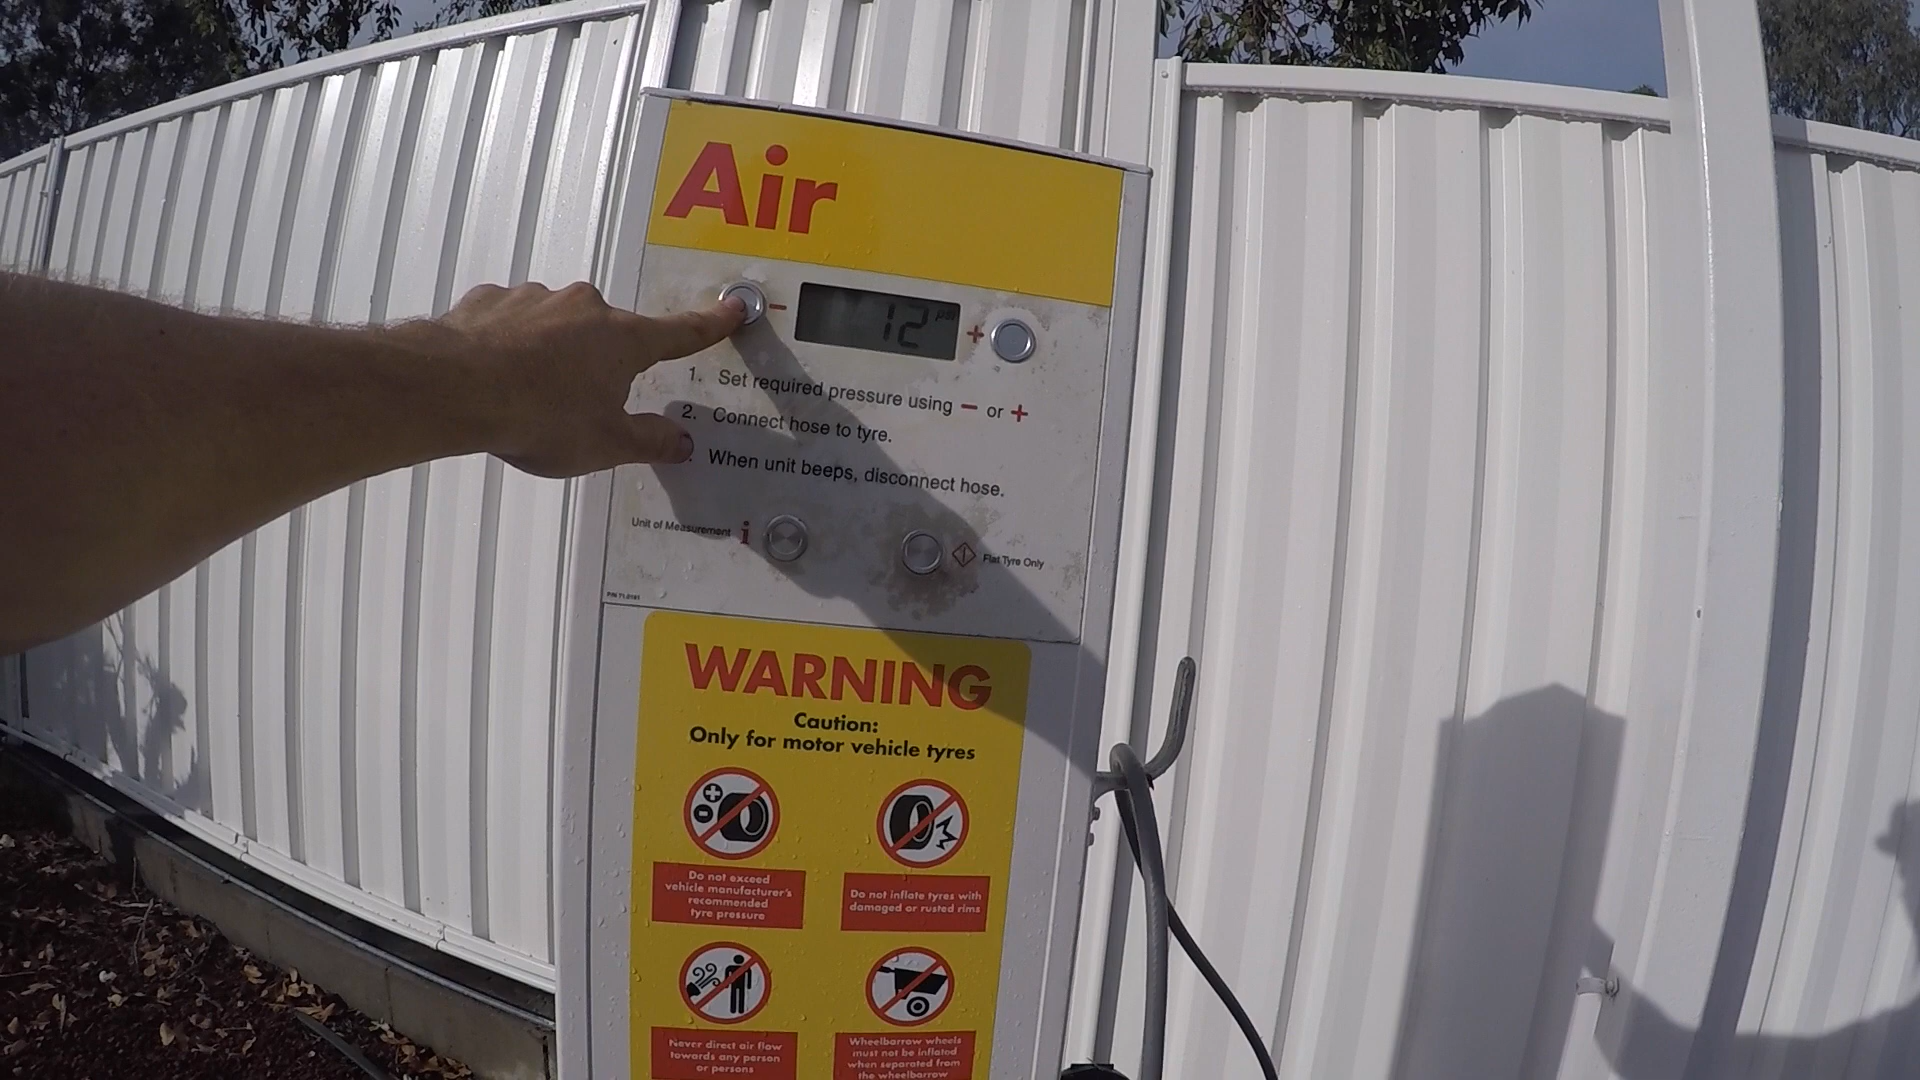 Air
− 12 psi +
1. Set required pressure using − or +
2. Connect hose to tyre.
. When unit beeps, disconnect hose.
Unit of Measurement i
Flat Tyre Only
WARNING
Caution:
Only for motor vehicle tyres
Do not exceed
vehicle manufacturer's
recommended
tyre pressure
Do not inflate tyres with
damaged or rusted rims
Never direct air flow
towards any person
or persons
Wheelbarrow wheels
must not be inflated
when separated from
the wheelbarrow